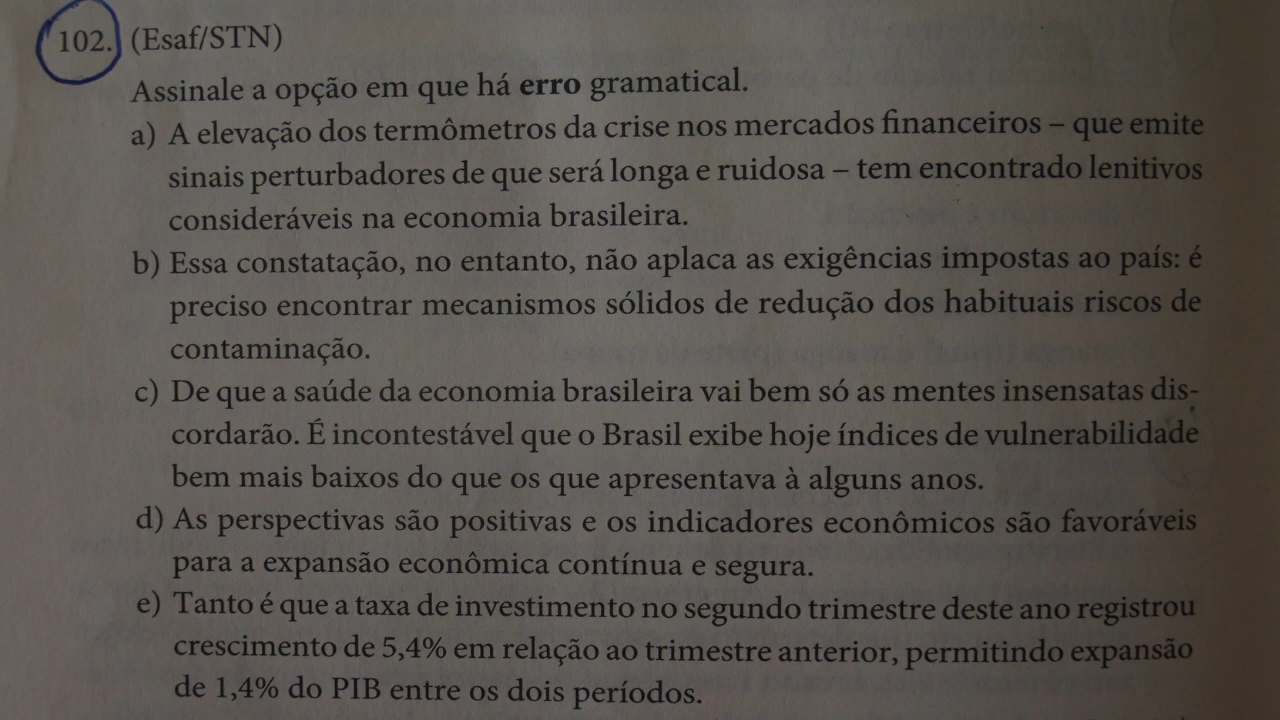 102. (Esaf/STN)
Assinale a opção em que há erro gramatical.
a) A elevação dos termômetros da crise nos mercados financeiros – que emite
sinais perturbadores de que será longa e ruidosa – tem encontrado lenitivos
consideráveis na economia brasileira.
b) Essa constatação, no entanto, não aplaca as exigências impostas ao país: é
preciso encontrar mecanismos sólidos de redução dos habituais riscos de
contaminação.
c) De que a saúde da economia brasileira vai bem só as mentes insensatas dis-
cordarão. É incontestável que o Brasil exibe hoje índices de vulnerabilidade
bem mais baixos do que os que apresentava à alguns anos.
d) As perspectivas são positivas e os indicadores econômicos são favoráveis
para a expansão econômica contínua e segura.
e) Tanto é que a taxa de investimento no segundo trimestre deste ano registrou
crescimento de 5,4% em relação ao trimestre anterior, permitindo expansão
de 1,4% do PIB entre os dois períodos.